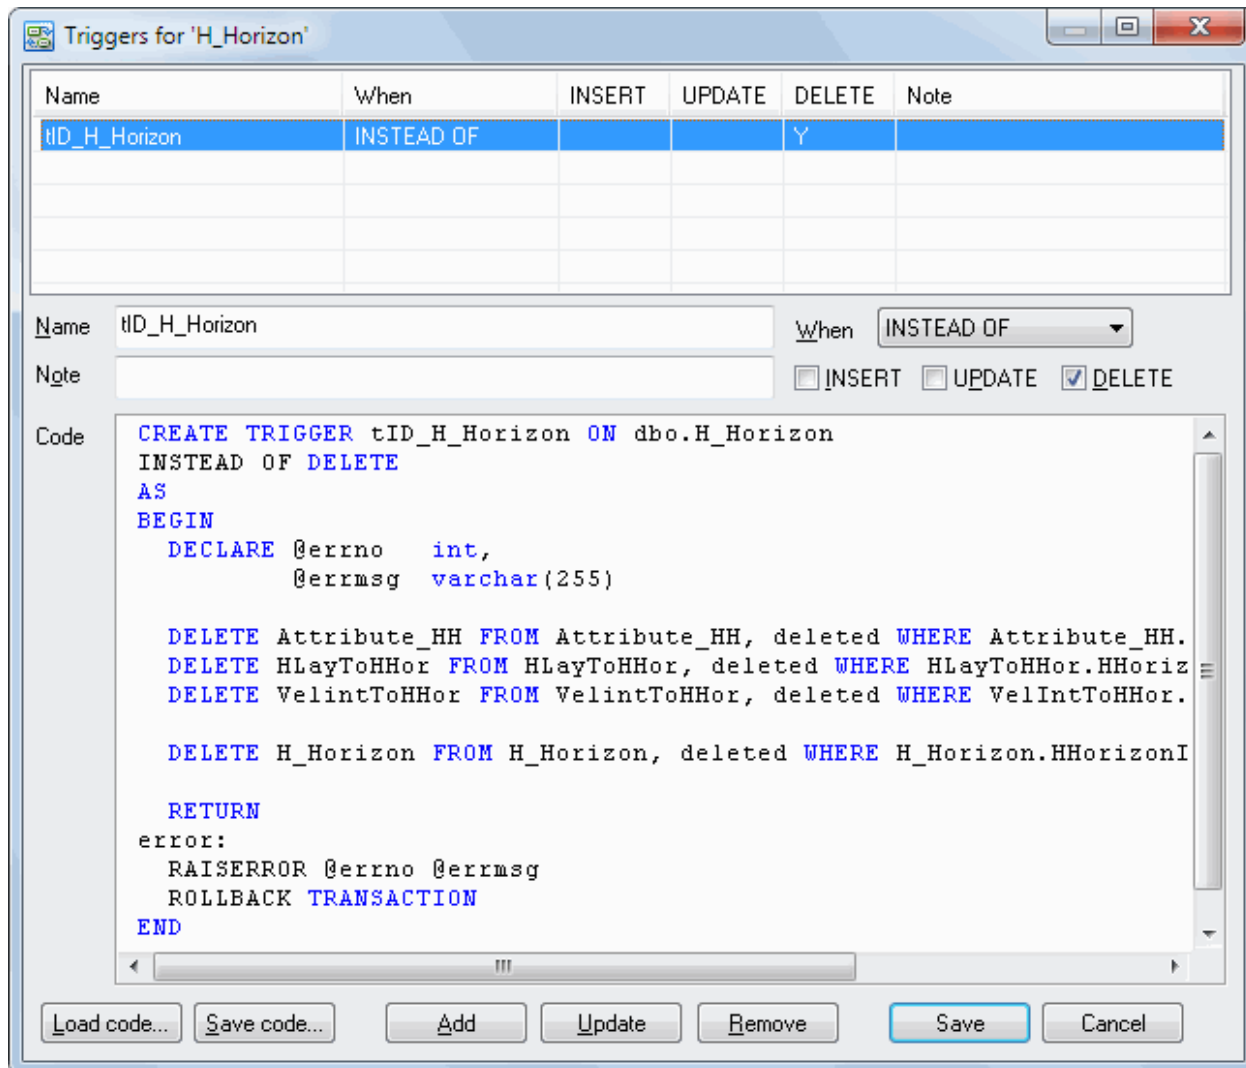 Triggers for 'H_Horizon'
Name When INSERT UPDATE DELETE Note
tID_H_Horizon INSTEAD OF Y
Name tID_H_Horizon When INSTEAD OF
Note INSERT UPDATE DELETE
Code
CREATE TRIGGER tID_H_Horizon ON dbo.H_Horizon
INSTEAD OF DELETE
AS
BEGIN
DECLARE @errno int,
@errmsg varchar(255)
DELETE Attribute_HH FROM Attribute_HH, deleted WHERE Attribute_HH.
DELETE HLayToHHor FROM HLayToHHor, deleted WHERE HLayToHHor.HHoriz
DELETE VelintToHHor FROM VelintToHHor, deleted WHERE VelIntToHHor.
DELETE H_Horizon FROM H_Horizon, deleted WHERE H_Horizon.HHorizonI
RETURN
error:
RAISERROR @errno @errmsg
ROLLBACK TRANSACTION
END
Load code... Save code... Add Update Remove Save Cancel